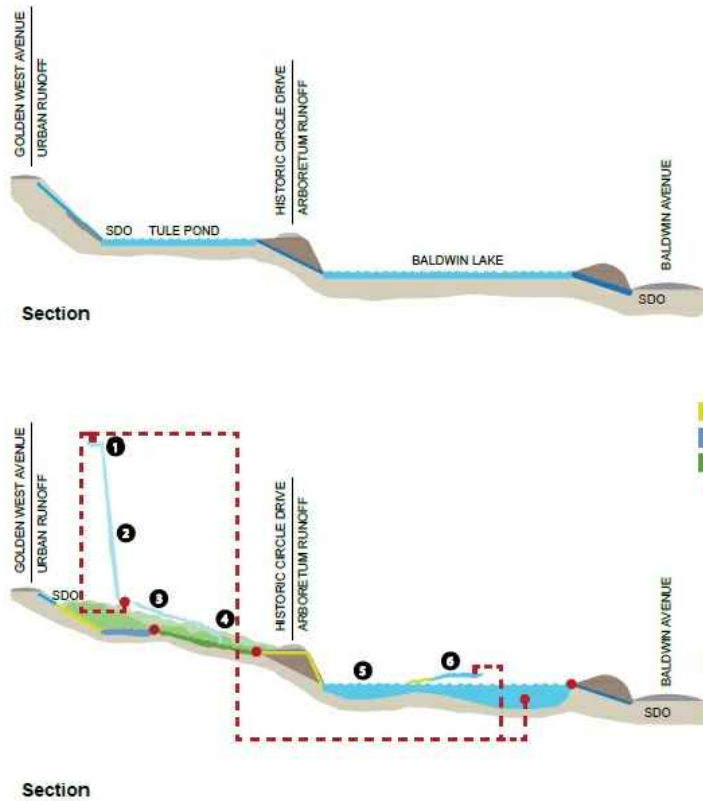 GOLDEN WEST AVENUE
URBAN RUNOFF
HISTORIC CIRCLE DRIVE
ARBORETUM RUNOFF
BALDWIN AVENUE
SDO TULE POND
BALDWIN LAKE
SDO
Section
GOLDEN WEST AVENUE
URBAN RUNOFF
1
2
HISTORIC CIRCLE DRIVE
ARBORETUM RUNOFF
BALDWIN AVENUE
SDO
3
4
5
6
SDO
Section